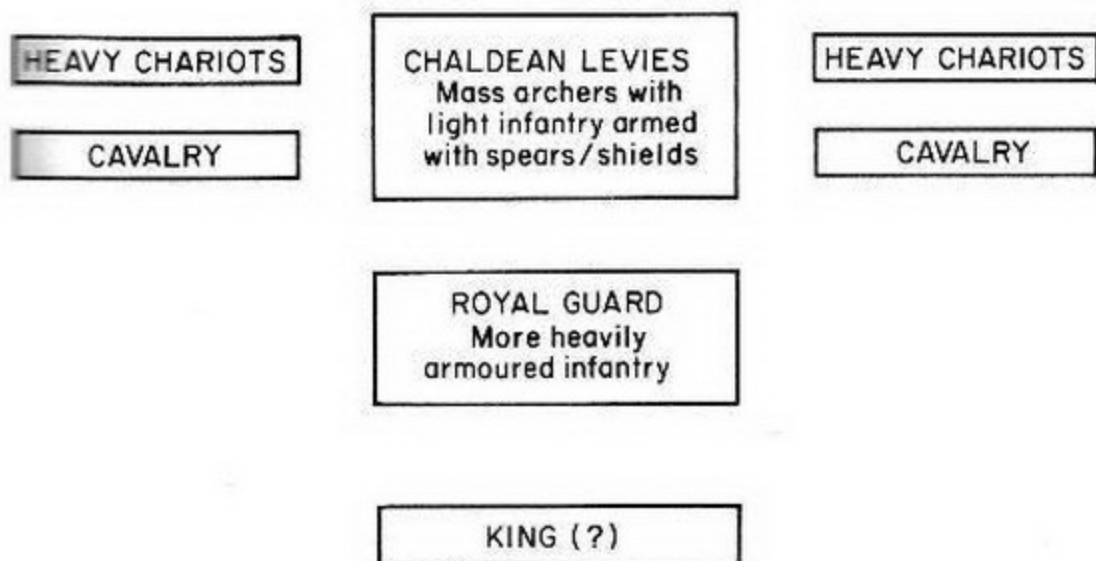 HEAVY CHARIOTS
CAVALRY
CHALDEAN LEVIES
Mass archers with
light infantry armed
with spears/shields
HEAVY CHARIOTS
CAVALRY
ROYAL GUARD
More heavily
armoured infantry
KING (?)